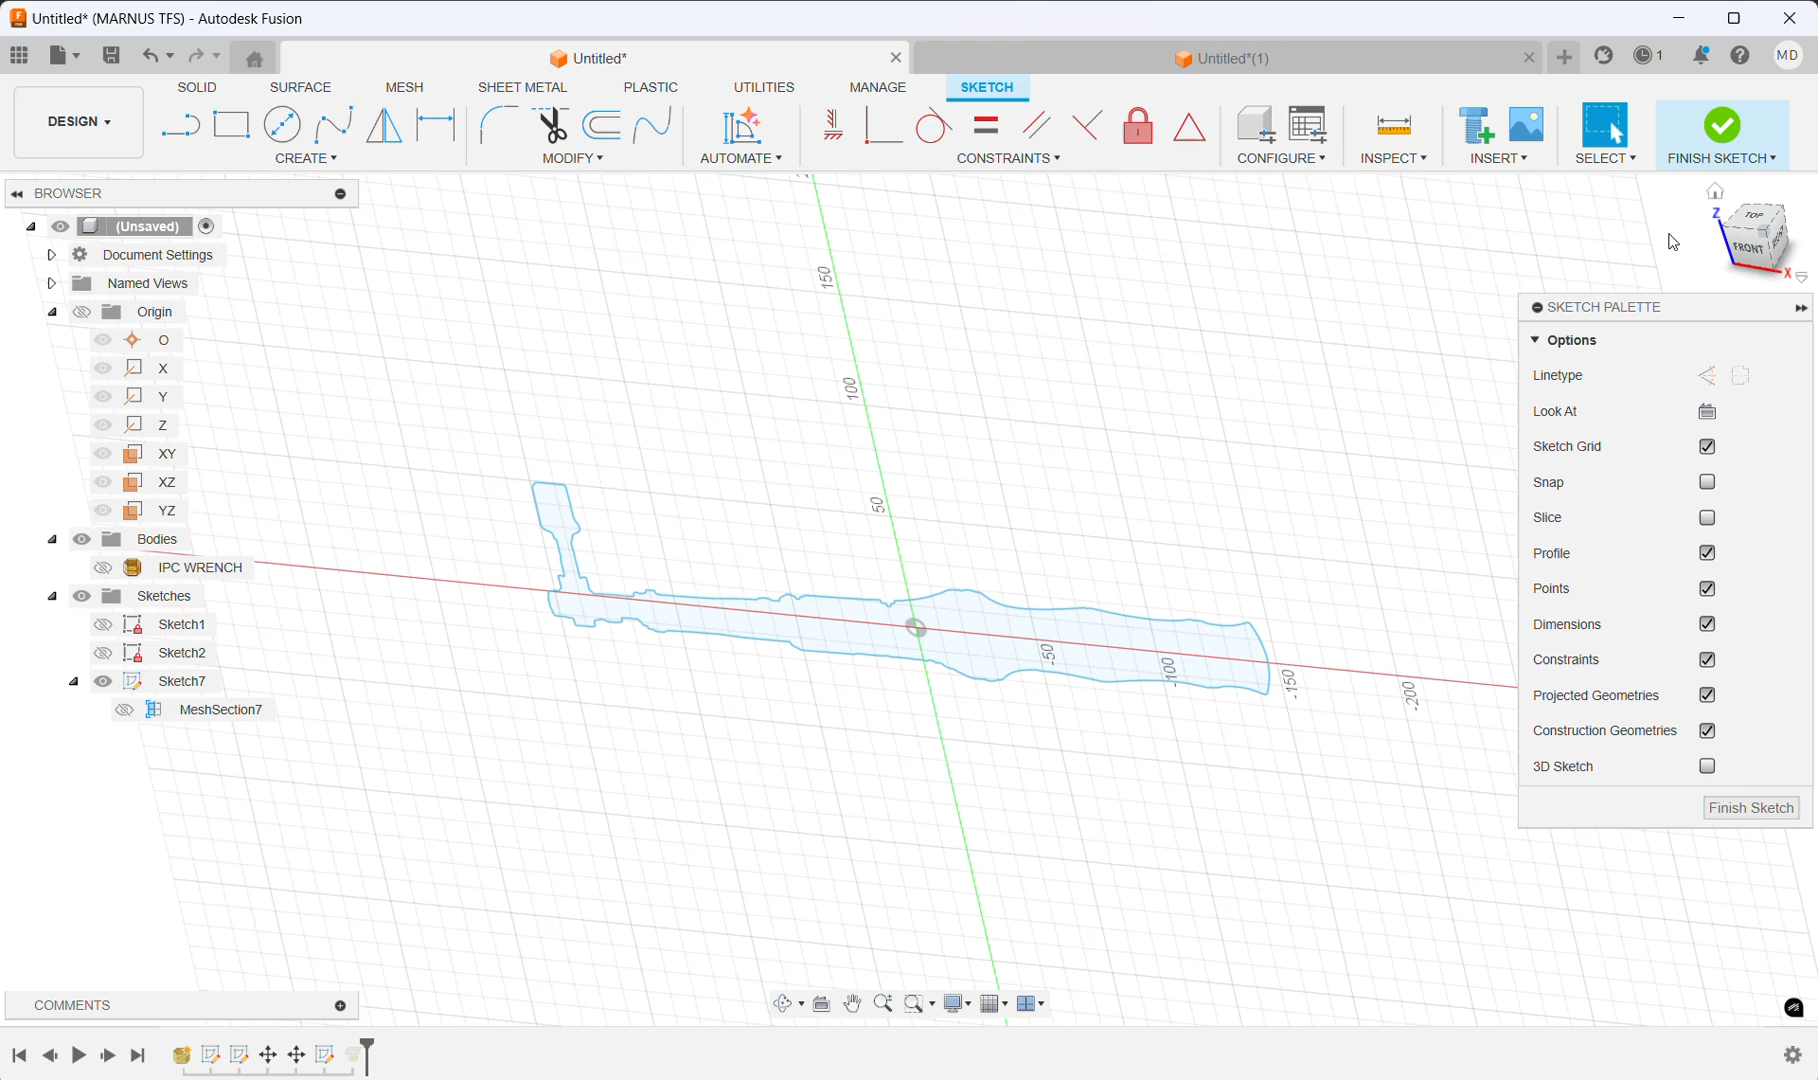 Untitled* (MARNUS TFS) - Autodesk Fusion
Untitled*
Untitled*(1)
1
MD
DESIGN
SOLID
SURFACE
MESH
SHEET METAL
PLASTIC
UTILITIES
MANAGE
SKETCH
CREATE
MODIFY
AUTOMATE
CONSTRAINTS
CONFIGURE
INSPECT
INSERT
SELECT
FINISH SKETCH
BROWSER
(Unsaved)
Document Settings
Named Views
Origin
O
X
Y
Z
XY
XZ
YZ
Bodies
IPC WRENCH
Sketches
Sketch1
Sketch2
Sketch7
MeshSection7
150
100
50
-50
-100
-150
-200
Z
TOP
FRONT
X
SKETCH PALETTE
Options
Linetype
Look At
Sketch Grid
Snap
Slice
Profile
Points
Dimensions
Constraints
Projected Geometries
Construction Geometries
3D Sketch
Finish Sketch
COMMENTS